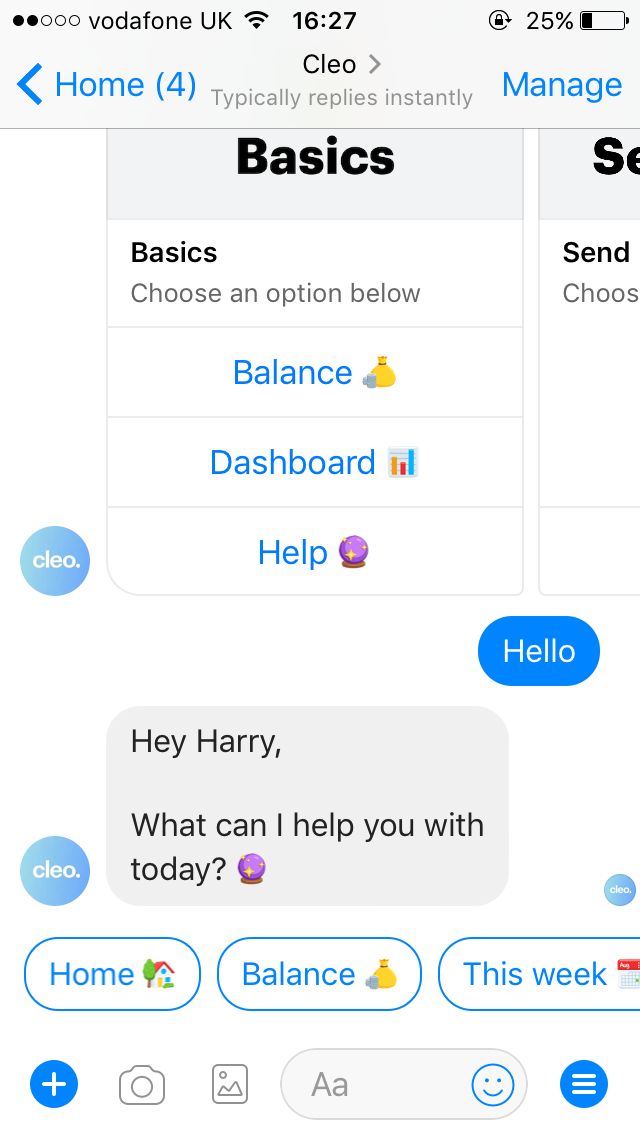 vodafone UK 16:27 25%
Home (4) Cleo Manage
Typically replies instantly
Basics Se
Basics Send
Choose an option below Choos
Balance
Dashboard
Help
cleo.
Hello
Hey Harry,
What can I help you with
today?
cleo.
cleo.
Home Balance This week
Aa